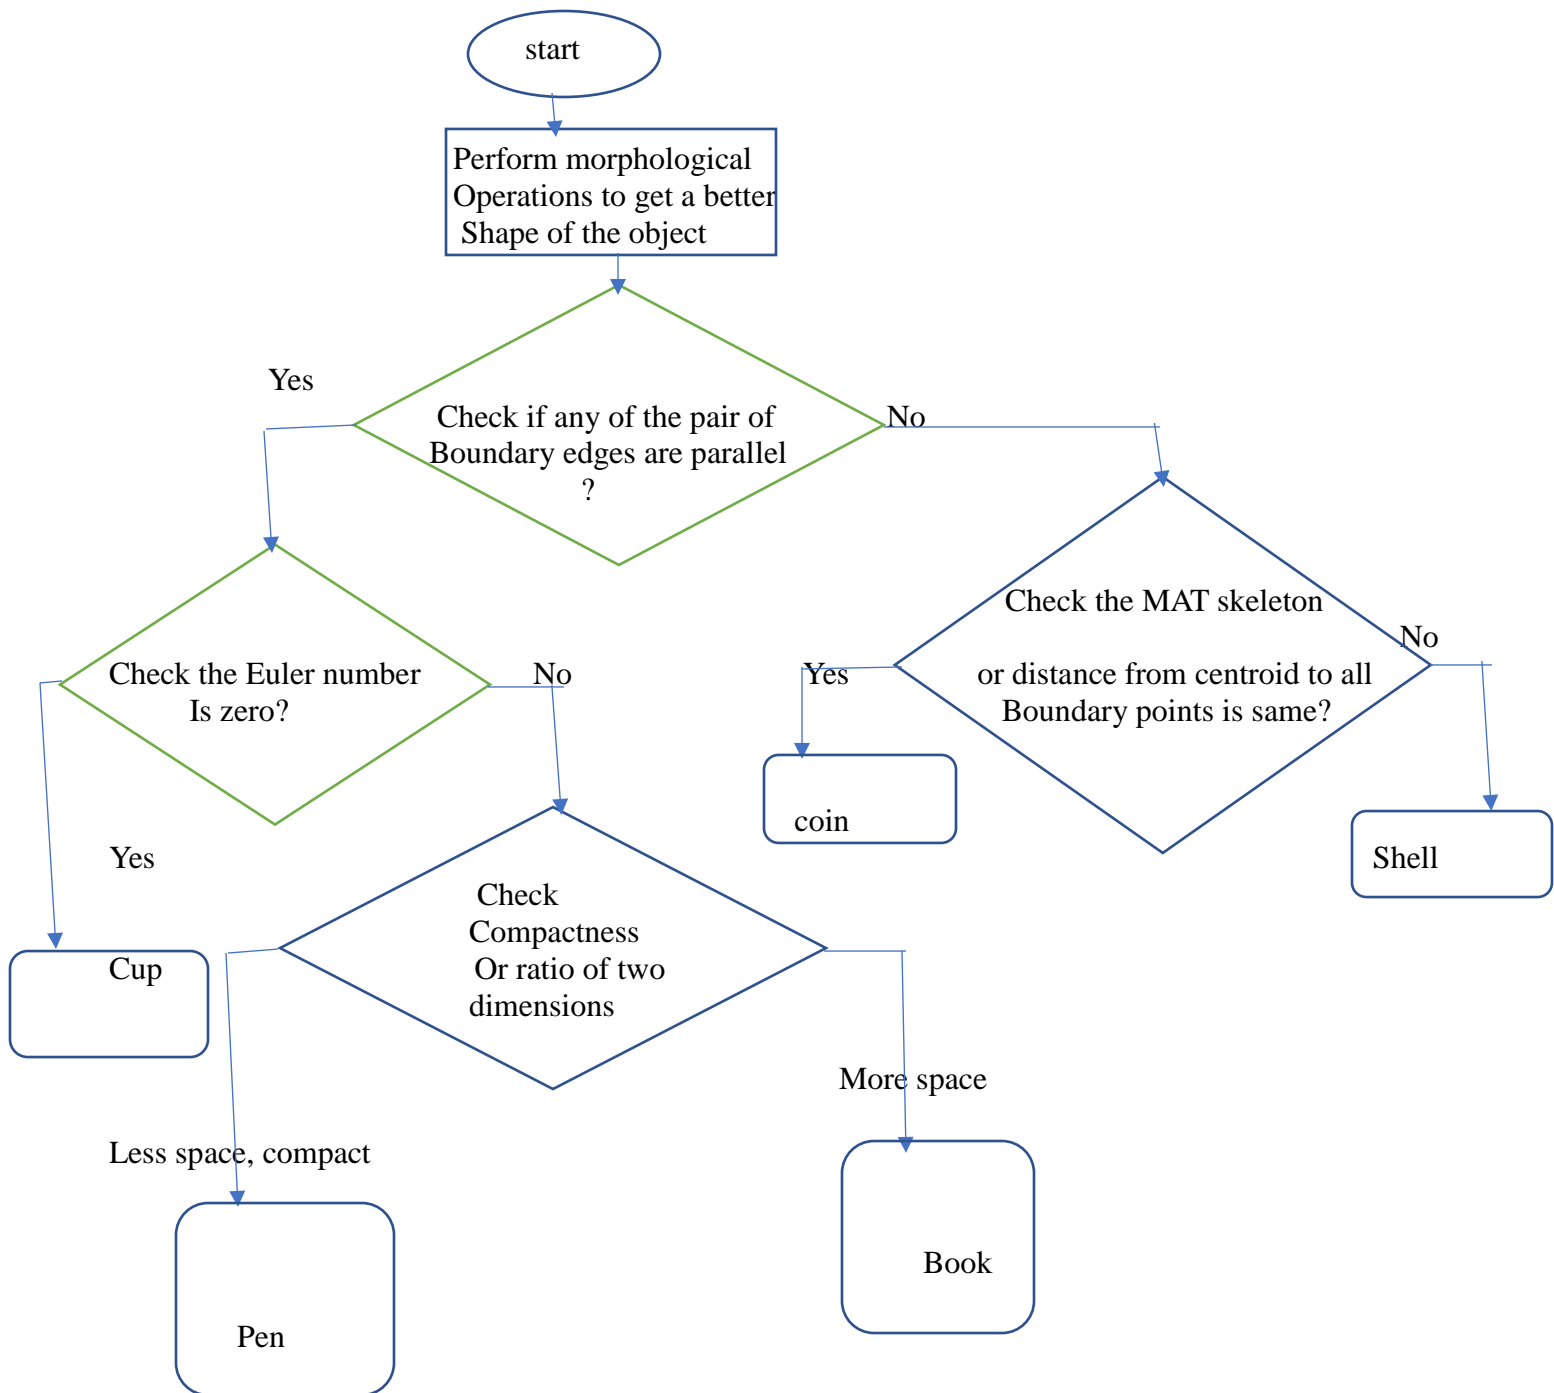 start
Perform morphological
Operations to get a better
Shape of the object
Yes
Check if any of the pair of
Boundary edges are parallel
?
No
Check the Euler number
Is zero?
No
Yes
Check the MAT skeleton
or distance from centroid to all
Boundary points is same?
No
Yes
coin
Shell
Cup
Check
Compactness
Or ratio of two
dimensions
More space
Less space, compact
Book
Pen